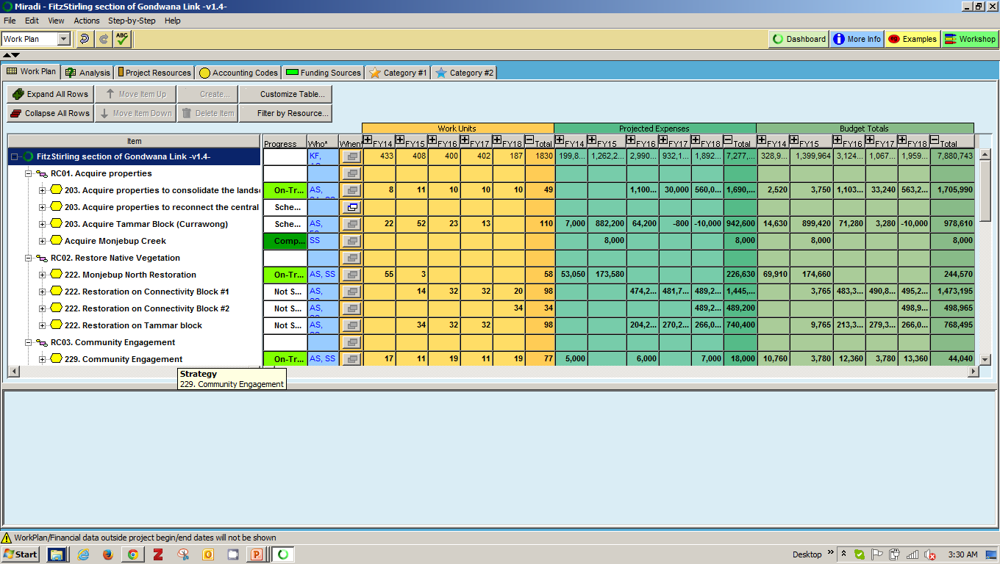 Miradi - FitzStirling section of Gondwana Link -v1.4-
File Edit View Actions Step-by-Step Help
Work Plan ABC Dashboard More Info Examples Workshop
Work Plan Analysis Project Resources Accounting Codes Funding Sources Category #1 Category #2
Expand All Rows Move Item Up Create... Customize Table...
Collapse All Rows Move Item Down Delete Item Filter by Resource...
Work Units Projected Expenses Budget Totals
Item Progress Who* When* FY14 FY15 FY16 FY17 FY18 Total FY14 FY15 FY16 FY17 FY18 Total FY14 FY15 FY16 FY17 FY18 Total
FitzStirling section of Gondwana Link -v1.4- KF, 433 408 400 402 187 1830 199,8... 1,262,2... 2,990... 932,1... 1,892... 7,277,... 328,9... 1,399,964 3,124... 1,067... 1,959... 7,880,743
RC01. Acquire properties
203. Acquire properties to consolidate the lands On-Tr... AS, 8 11 10 10 10 49 1,100... 30,000 560,0... 1,690,... 2,520 3,750 1,103... 33,240 563,2... 1,705,990
203. Acquire properties to reconnect the central Sche...
203. Acquire Tammar Block (Currawong) Sche... AS, 22 52 23 13 110 7,000 882,200 64,200 -800 -10,000 942,600 14,630 899,420 71,280 3,280 -10,000 978,610
Acquire Monjebup Creek Comp... SS 8,000 8,000 8,000 8,000
RC02. Restore Native Vegetation
222. Monjebup North Restoration On-Tr... AS, SS 55 3 58 53,050 173,580 226,630 69,910 174,660 244,570
222. Restoration on Connectivity Block #1 Not S... AS, 14 32 32 20 98 474,2... 481,7... 489,2... 1,445,... 3,765 483,3... 490,8... 495,2... 1,473,195
222. Restoration on Connectivity Block #2 Not S... AS, 34 34 489,2... 489,200 498,9... 498,965
222. Restoration on Tammar block Not S... AS, 34 32 32 98 204,2... 270,2... 266,0... 740,400 9,765 213,3... 279,3... 266,0... 768,495
RC03. Community Engagement
229. Community Engagement On-Tr... AS, SS 17 11 19 11 19 77 5,000 6,000 7,000 18,000 10,760 3,780 12,360 3,780 13,360 44,040
Strategy
229. Community Engagement
WorkPlan/Financial data outside project begin/end dates will not be shown
Start Desktop 3:30 AM